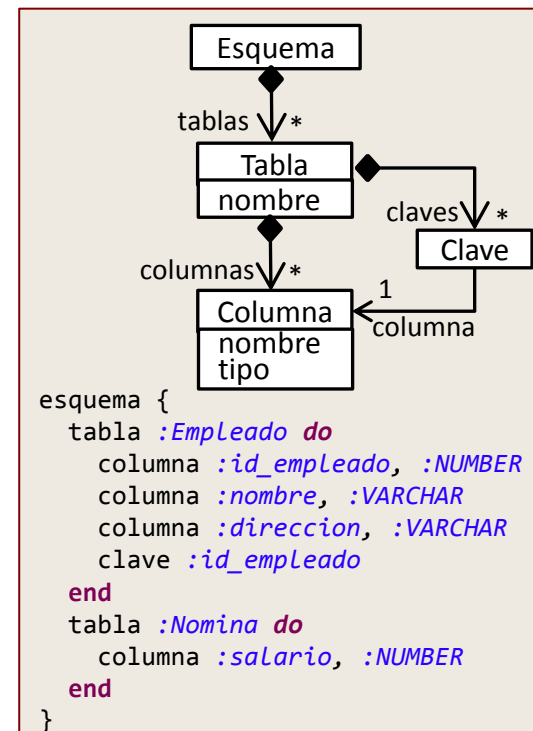 Esquema
tablas *
Tabla
nombre
claves *
Clave
columnas *
1
Columna
columna
nombre
tipo
esquema {
  tabla :Empleado do
    columna :id_empleado, :NUMBER
    columna :nombre, :VARCHAR
    columna :direccion, :VARCHAR
    clave :id_empleado
  end
  tabla :Nomina do
    columna :salario, :NUMBER
  end
}